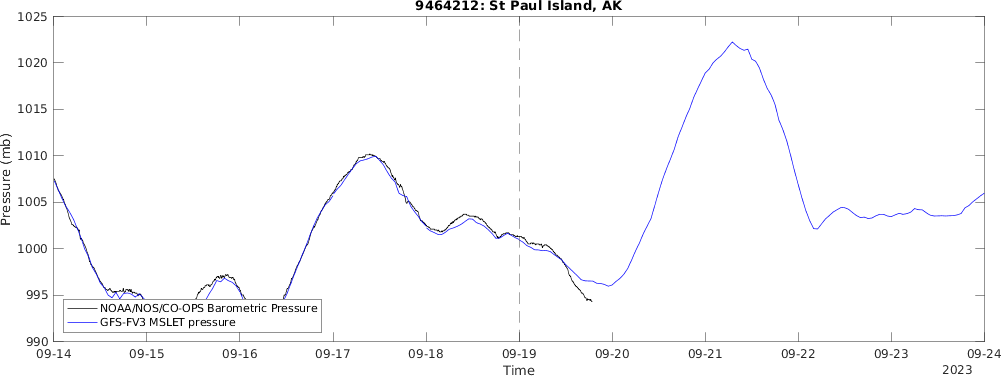 9464212: St Paul Island, AK
Pressure (mb)
1025
1020
1015
1010
1005
1000
995
990
NOAA/NOS/CO-OPS Barometric Pressure
GFS-FV3 MSLET pressure
09-14 09-15 09-16 09-17 09-18 09-19 09-20 09-21 09-22 09-23 09-24
Time
2023